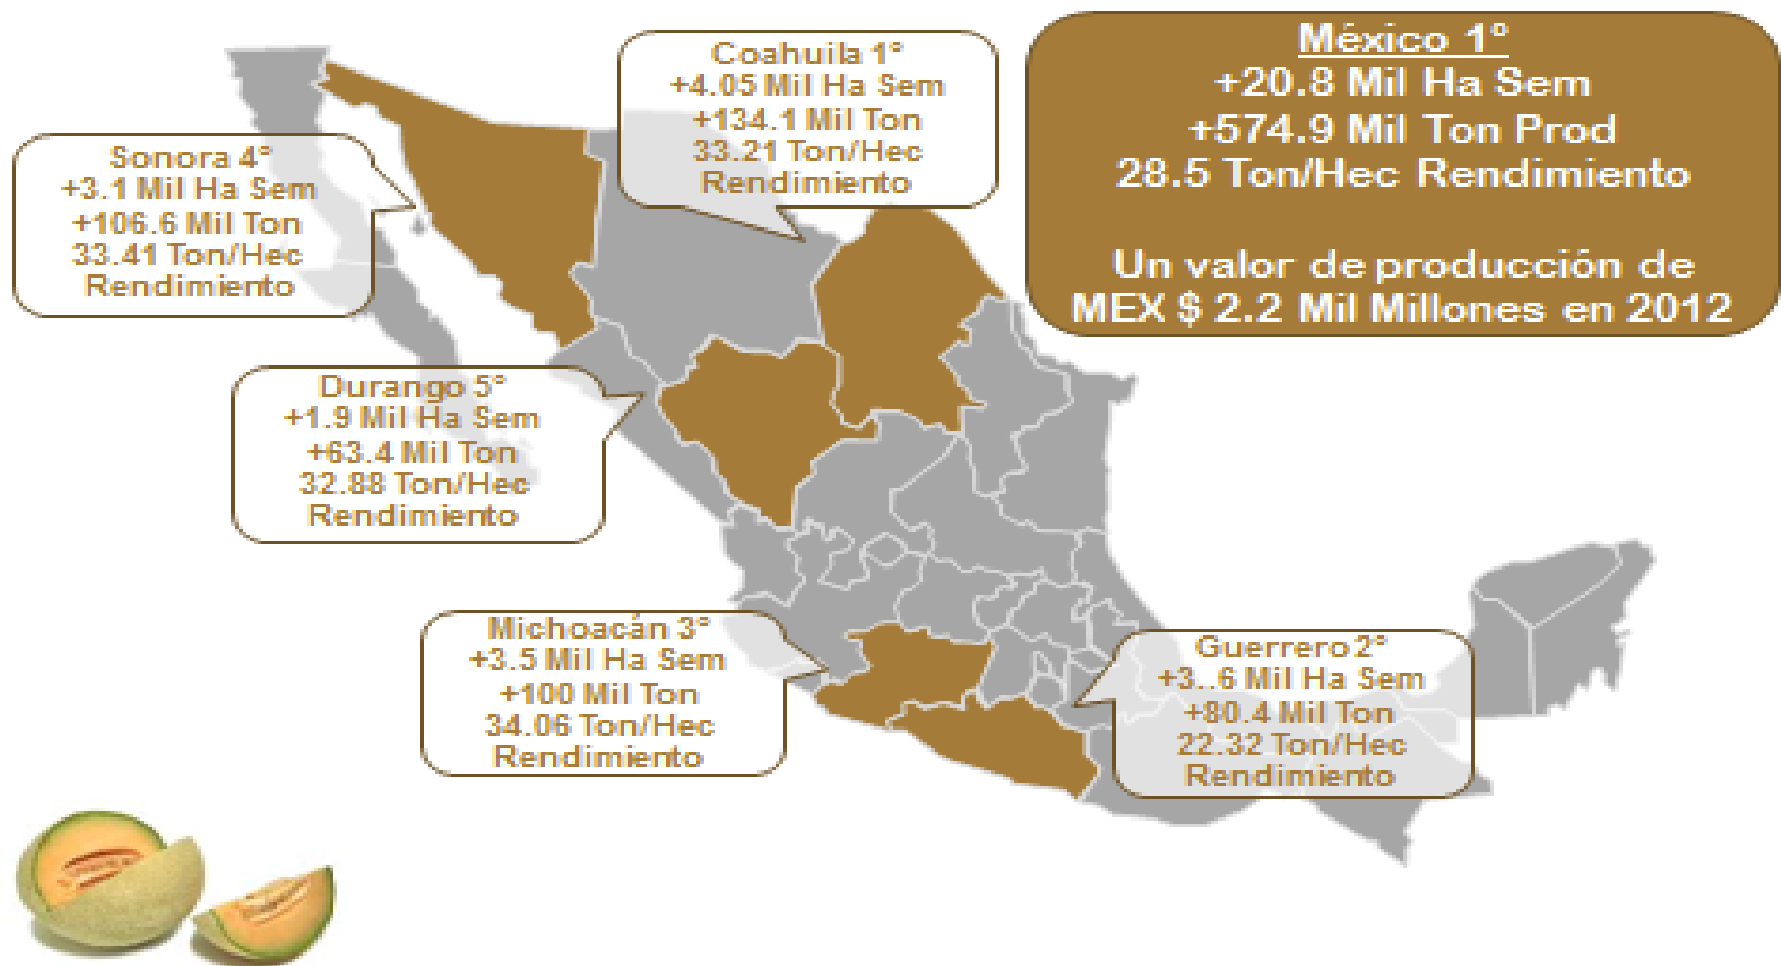 México 1°
+20.8 Mil Ha Sem
+574.9 Mil Ton Prod
28.5 Ton/Hec Rendimiento
Un valor de producción de
MEX $ 2.2 Mil Millones en 2012
Coahuila 1°
+4.05 Mil Ha Sem
+134.1 Mil Ton
33.21 Ton/Hec
Rendimiento
Sonora 4°
+3.1 Mil Ha Sem
+106.6 Mil Ton
33.41 Ton/Hec
Rendimiento
Durango 5°
+1.9 Mil Ha Sem
+63.4 Mil Ton
32.88 Ton/Hec
Rendimiento
Michoacán 3°
+3.5 Mil Ha Sem
+100 Mil Ton
34.06 Ton/Hec
Rendimiento
Guerrero 2°
+3..6 Mil Ha Sem
+80.4 Mil Ton
22.32 Ton/Hec
Rendimiento